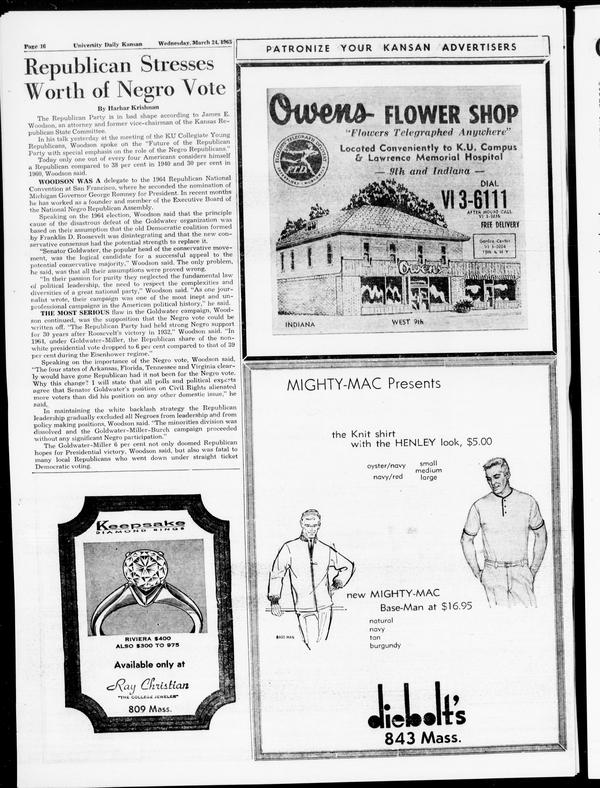 Page 16 University Daily Kansan Wednesday, March 24, 1965
Republican Stresses
Worth of Negro Vote
By Harbar Krishnan
The Republican Party is in bad shape according to James E.
Woodson, an attorney and former vice-chairman of the Kansas Re-
publican State Committee.
In his talk yesterday at the meeting of the KU Collegiate Young
Republicans, Woodson spoke on the "Future of the Republican
Party with special emphasis on the role of the Negro Republicans."
Today only one out of every four Americans considers himself
a Republican compared to 38 per cent in 1940 and 30 per cent in
1960, Woodson said.
WOODSON WAS A delegate to the 1964 Republican National
Convention at San Francisco, where he seconded the nomination of
Michigan Governor George Romney for President. In recent months
he has worked as a founder and member of the Executive Board of
the National Negro Republican Assembly.
Speaking on the 1964 election, Woodson said that the principle
cause of the disastrous defeat of the Goldwater organization was
based on their assumption that the old Democratic coalition formed
by Franklin D. Roosevelt was disintegrating and that the new con-
servative consensus had the potential strength to replace it.
"Senator Goldwater, the popular head of the conservative move-
ment, was the logical candidate for a successful appeal to the
potential conservative majority," Woodson said. The only problem,
he said, was that all their assumptions were proved wrong.
"In their passion for purity they neglected the fundamental law
of political leadership, the need to respect the complexities and
diversities of a great national party," Woodson said. "As one jour-
nalist wrote, their campaign was one of the most inept and un-
professional campaigns in the American political history," he said.
THE MOST SERIOUS flaw in the Goldwater campaign, Wood-
son continued, was the supposition that the Negro vote could be
written off. "The Republican Party had held strong Negro support
for 30 years after Roosevelt's victory in 1932," Woodson said. "In
1964, under Goldwater-Miller, the Republican share of the non-
white presidential vote dropped to 6 per cent compared to that of 39
per cent during the Eisenhower regime."
Speaking on the importance of the Negro vote, Woodson said,
"The four states of Arkansas, Florida, Tennessee and Virginia clear-
ly would have gone Republican had it not been for the Negro vote.
Why this change? I will state that all polls and political experts
agree that Senator Goldwater's position on Civil Rights alienated
more voters than did his position on any other domestic issue," he
said.
In maintaining the white backlash strategy the Republican
leadership gradually excluded all Negroes from leadership and from
policy making positions, Woodson said. "The minorities division was
dissolved and the Goldwater-Miller-Burch campaign proceeded
without any significant Negro participation."
The Goldwater-Miller 6 per cent not only doomed Republican
hopes for Presidential victory, Woodson said, but also was fatal to
many local Republicans who went down under straight ticket
Democratic voting.
Keepsake
DIAMOND RINGS
RIVIERA $400
ALSO $300 TO 975
Available only at
Ray Christian
"THE COLLEGE JEWELER"
809 Mass.
PATRONIZE YOUR KANSAN ADVERTISERS
Owens FLOWER SHOP
"Flowers Telegraphed Anywhere"
Located Conveniently to K.U. Campus
& Lawrence Memorial Hospital
— 9th and Indiana —
F.T.D.
DIAL
VI 3-6111
AFTER HOURS CALL
FREE DELIVERY
Garden Center
Owens
INDIANA WEST 9th
MIGHTY-MAC Presents
the Knit shirt
with the HENLEY look, $5.00
oyster/navy small
medium
navy/red large
new MIGHTY-MAC
Base-Man at $16.95
natural
navy
tan
burgundy
BASE MAN
diebolt's
843 Mass.